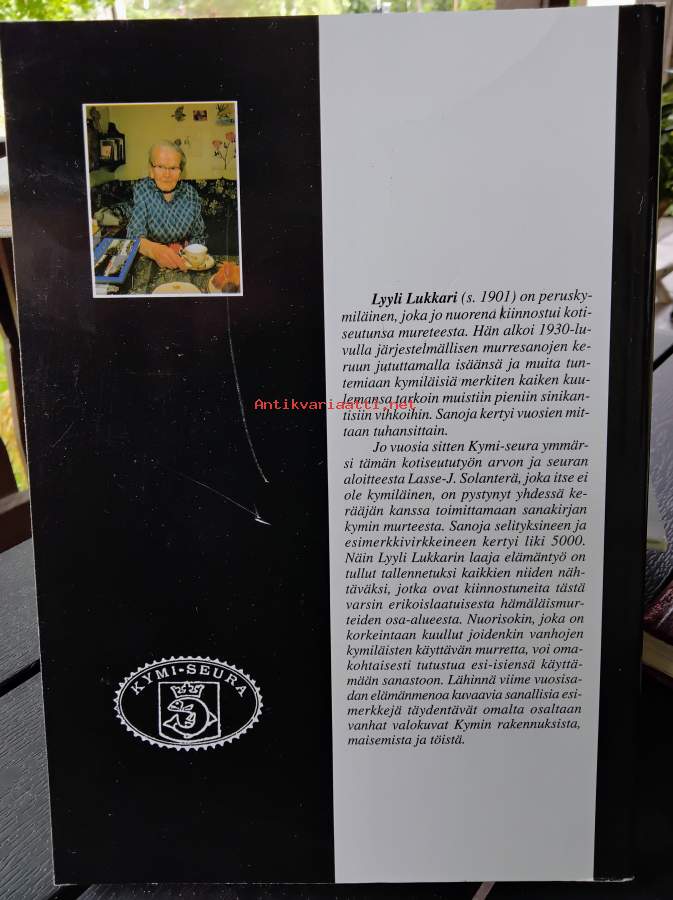 Lyyli Lukkari (s. 1901) on perusky-
miläinen, joka jo nuorena kiinnostui koti-
seutunsa mureteesta. Hän alkoi 1930-lu-
vulla järjestelmällisen murresanojen ke-
ruun jututtamalla isäänsä ja muita tun-
temiaan kymiläisiä merkiten kaiken kuu-
lemansa tarkoin muistiin pieniin sinikan-
Antikvariaatti.net
tisiin vihkoihin. Sanoja kertyi vuosien mit-
taan tuhansittain.
Jo vuosia sitten Kymi-seura ymmär-
si tämän kotiseututyön arvon ja seuran
aloitteesta Lasse-J. Solanterä, joka itse ei
ole kymiläinen, on pystynyt yhdessä ke-
rääjän kanssa toimittamaan sanakirjan
kymin murteesta. Sanoja selityksineen ja
esimerkkivirkkeineen kertyi liki 5000.
Näin Lyyli Lukkarin laaja elämäntyö on
tullut tallennetuksi kaikkien niiden näh-
täväksi, jotka ovat kiinnostuneita tästä
varsin erikoislaatuisesta hämäläismur-
teiden osa-alueesta. Nuorisokin, joka on
korkeintaan kuullut joidenkin vanhojen
kymiläisten käyttävän murretta, voi oma-
kohtaisesti tutustua esi-isiensä käyttä-
mään sanastoon. Lähinnä viime vuosisa-
dan elämänmenoa kuvaavia sanallisia esi-
merkkejä täydentävät omalta osaltaan
vanhat valokuvat Kymin rakennuksista,
maisemista ja töistä.
KYMI-SEURA